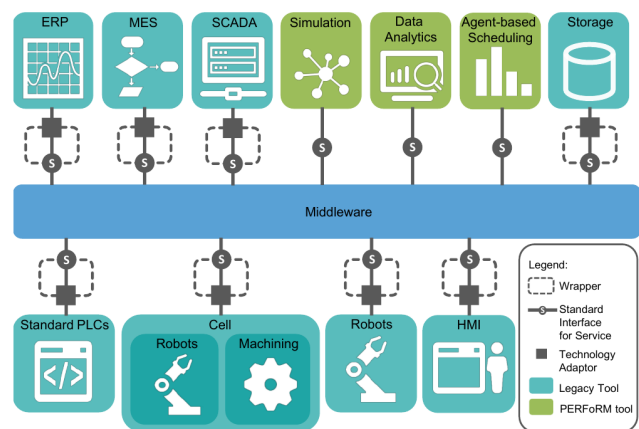 ERP
MES
SCADA
Simulation
Data
Analytics
Agent-based
Scheduling
Storage
S
S
S
S
S
S
S
Middleware
S
S
S
S
Standard PLCs
</>
Cell
Robots
Machining
Robots
HMI
Legend:
Wrapper
S
Standard
Interface
for Service
Technology
Adaptor
Legacy Tool
PERFoRM tool